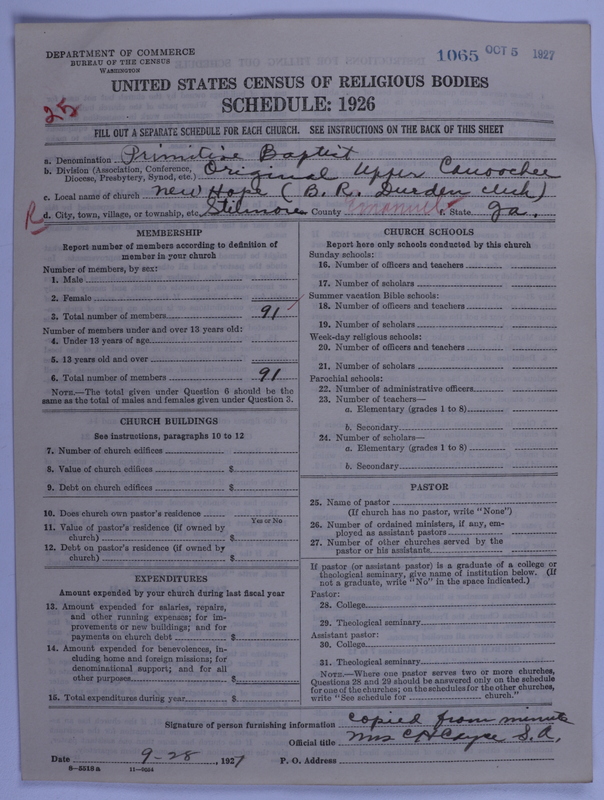 DEPARTMENT OF COMMERCE
BUREAU OF THE CENSUS
WASHINGTON
1065 OCT 5 1927
UNITED STATES CENSUS OF RELIGIOUS BODIES
SCHEDULE: 1926
25
FILL OUT A SEPARATE SCHEDULE FOR EACH CHURCH. SEE INSTRUCTIONS ON THE BACK OF THIS SHEET
a. Denomination Primitive Baptist
b. Division (Association, Conference, Diocese, Presbytery, Synod, etc.) Original Upper Canoochee
c. Local name of church New Hope (B. R. Durden clerk)
R d. City, town, village, or township, etc. Stilmore County Emanuel f. State Ga.
MEMBERSHIP
Report number of members according to definition of
member in your church
Number of members, by sex:
1. Male
2. Female
3. Total number of members 91
Number of members under and over 13 years old:
4. Under 13 years of age
5. 13 years old and over
6. Total number of members 91
NOTE.—The total given under Question 6 should be the
same as the total of males and females given under Question 3.
CHURCH BUILDINGS
See instructions, paragraphs 10 to 12
7. Number of church edifices
8. Value of church edifices $
9. Debt on church edifices $
10. Does church own pastor's residence
Yes or No
11. Value of pastor's residence (if owned by
church) $
12. Debt on pastor's residence (if owned by
church) $
EXPENDITURES
Amount expended by your church during last fiscal year
13. Amount expended for salaries, repairs,
and other running expenses; for im-
provements or new buildings; and for
payments on church debt $
14. Amount expended for benevolences, in-
cluding home and foreign missions; for
denominational support; and for all
other purposes $
15. Total expenditures during year $
CHURCH SCHOOLS
Report here only schools conducted by this church
Sunday schools:
16. Number of officers and teachers
17. Number of scholars
Summer vacation Bible schools:
18. Number of officers and teachers
19. Number of scholars
Week-day religious schools:
20. Number of officers and teachers
21. Number of scholars
Parochial schools:
22. Number of administrative officers
23. Number of teachers—
a. Elementary (grades 1 to 8)
b. Secondary
24. Number of scholars—
a. Elementary (grades 1 to 8)
b. Secondary
PASTOR
25. Name of pastor
(If church has no pastor, write "None")
26. Number of ordained ministers, if any, em-
ployed as assistant pastors
27. Number of other churches served by the
pastor or his assistants
If pastor (or assistant pastor) is a graduate of a college or
theological seminary, give name of institution below. (If
not a graduate, write "No" in the space indicated.)
Pastor:
28. College
29. Theological seminary
Assistant pastor:
30. College
31. Theological seminary
NOTE.—Where one pastor serves two or more churches,
Questions 28 and 29 should be answered only on the schedule
for one of the churches; on the schedules for the other churches,
write "See schedule for church."
Signature of person furnishing information copied from minute
Official title Mrs C H Cayce S. A.
Date 9-28, 1927 P. O. Address
8-5518 a 11-8034